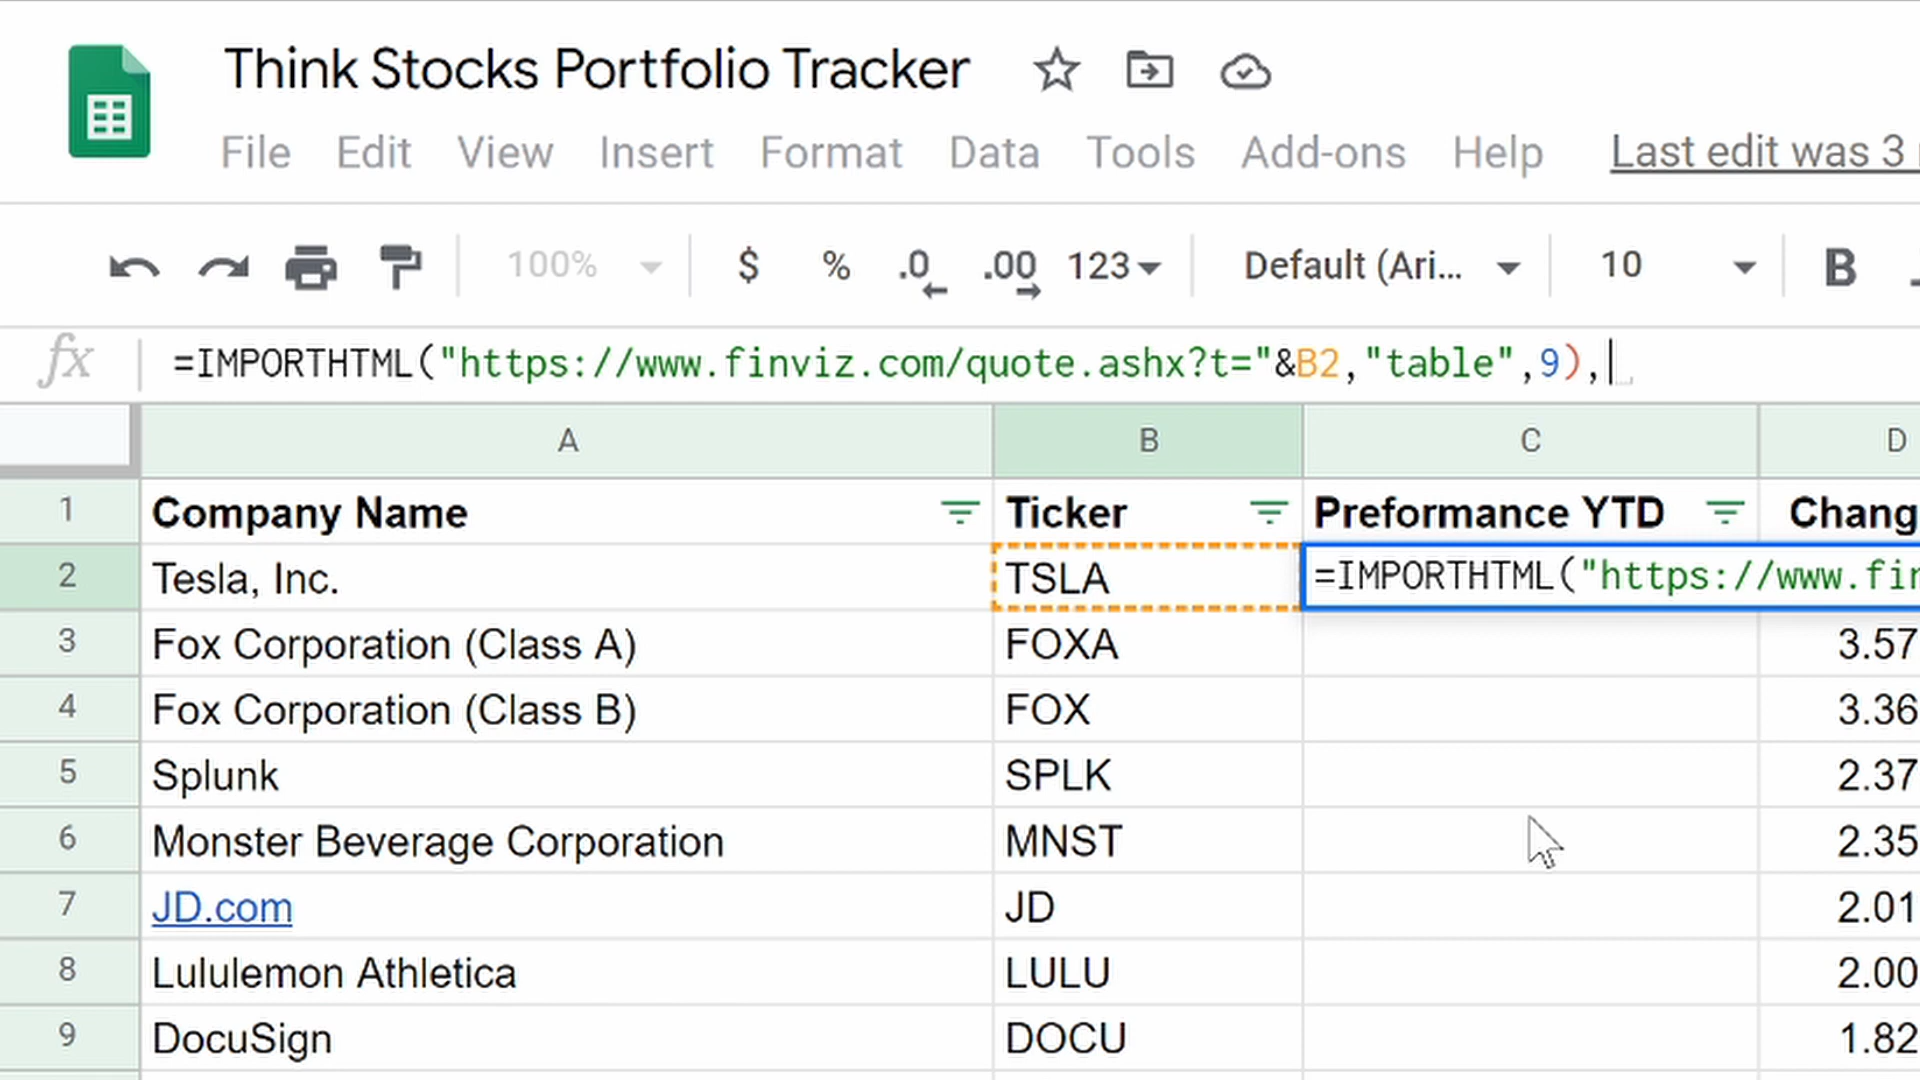 Think Stocks Portfolio Tracker
File Edit View Insert Format Data Tools Add-ons Help Last edit was 3
100% $ % .0 .00 123 Default (Ari... 10 B
fx =IMPORTHTML("https://www.finviz.com/quote.ashx?t="&B2,"table",9),
A B C D
1 Company Name Ticker Preformance YTD Chang
2 Tesla, Inc. TSLA =IMPORTHTML("https://www.fin
3 Fox Corporation (Class A) FOXA 3.57
4 Fox Corporation (Class B) FOX 3.36
5 Splunk SPLK 2.37
6 Monster Beverage Corporation MNST 2.35
7 JD.com JD 2.01
8 Lululemon Athletica LULU 2.00
9 DocuSign DOCU 1.82